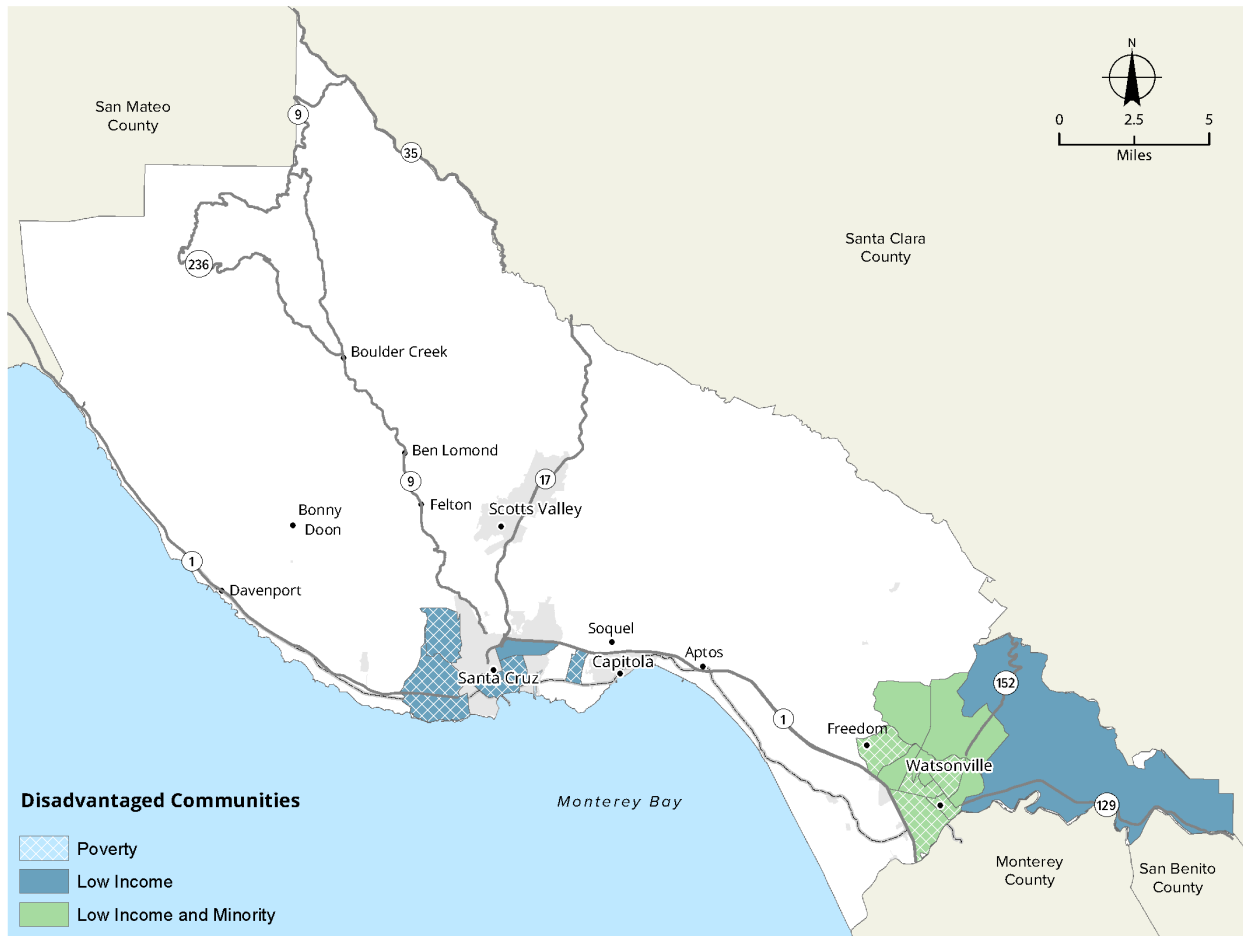 N
0 2.5 5
Miles
San Mateo
County
9
35
Santa Clara
County
236
Boulder Creek
Ben Lomond
9
17
Felton
Scotts Valley
Bonny
Doon
1
Davenport
Soquel
Capitola
Aptos
Santa Cruz
152
1
Freedom
Watsonville
129
Monterey Bay
Monterey
County
San Benito
County
Disadvantaged Communities
Poverty
Low Income
Low Income and Minority